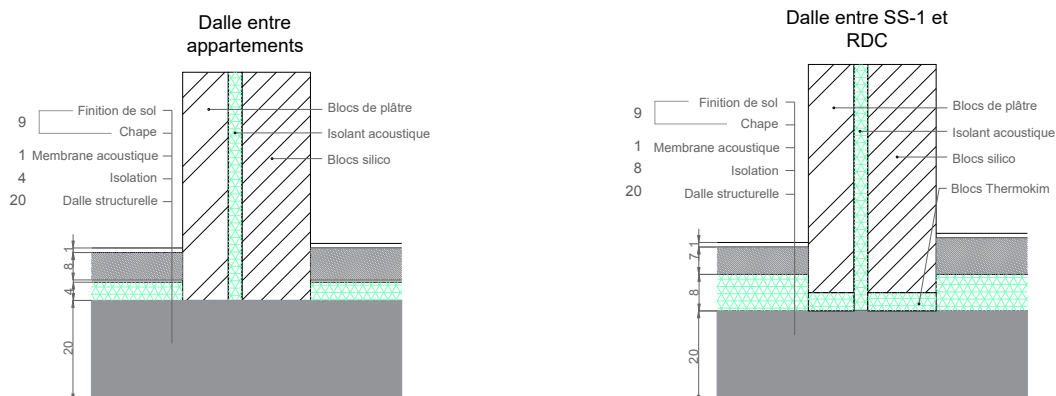 Dalle entre
appartements
9
Finition de sol
Chape
1 Membrane acoustique
4 Isolation
20 Dalle structurelle
Blocs de plâtre
Isolant acoustique
Blocs silico
1
8
4
20
Dalle entre SS-1 et
RDC
9
Finition de sol
Chape
1 Membrane acoustique
8 Isolation
20 Dalle structurelle
Blocs de plâtre
Isolant acoustique
Blocs silico
Blocs Thermokim
1
7
8
20